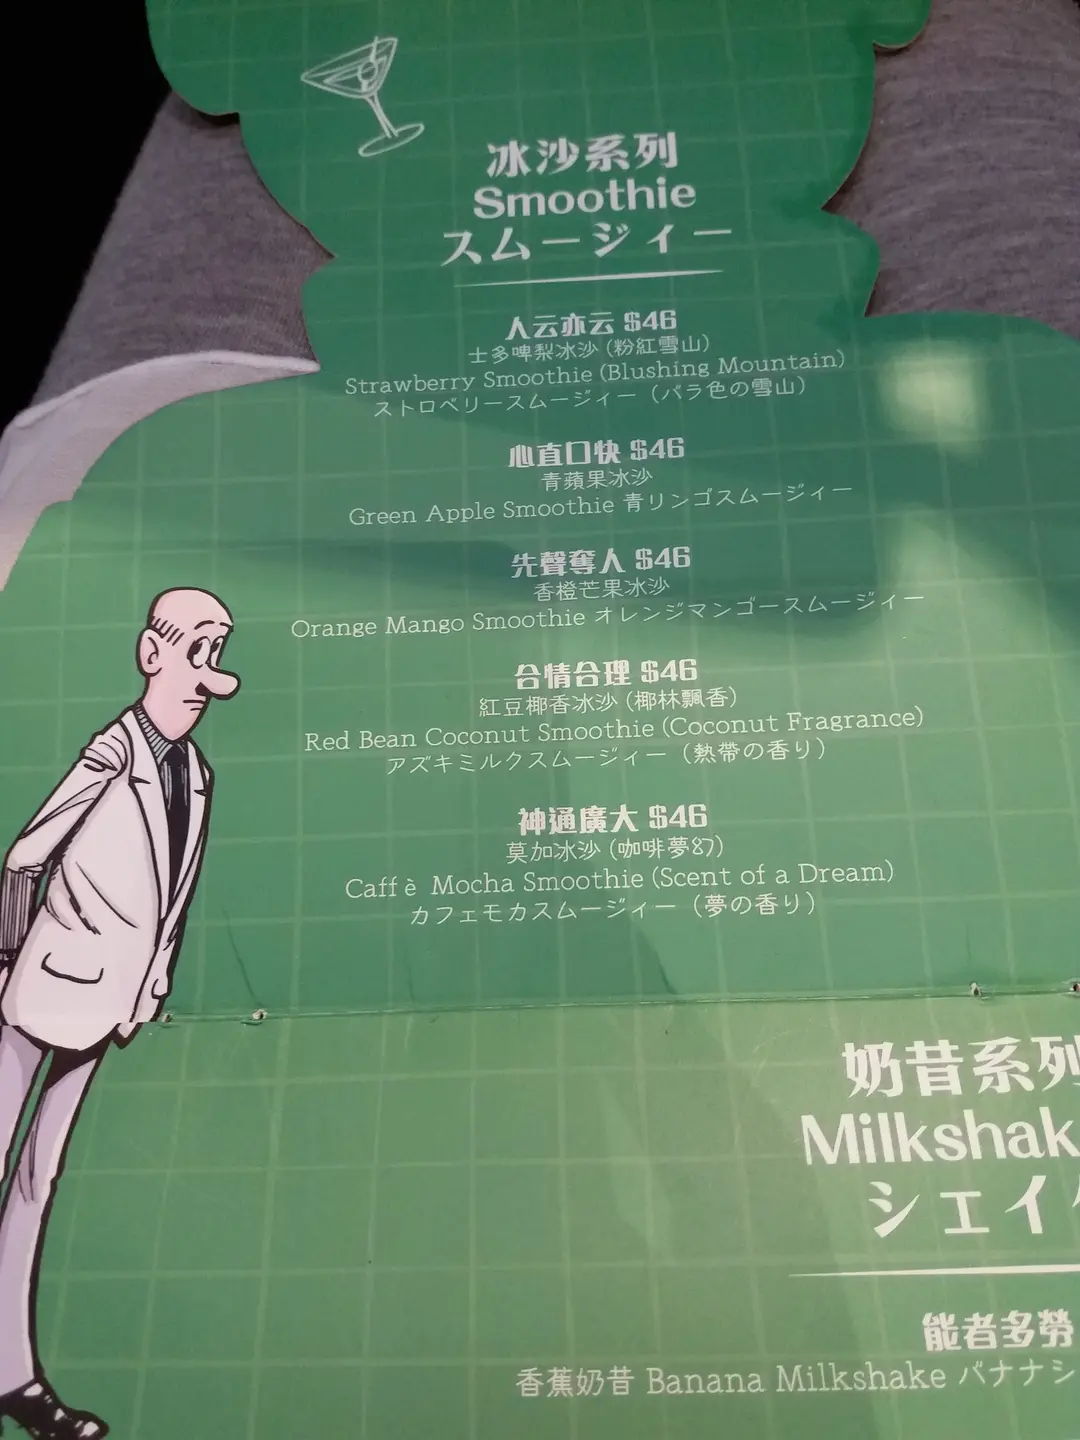 冰沙系列
Smoothie
スムージィー
人云亦云 $46
士多啤梨冰沙 (粉紅雪山)
Strawberry Smoothie (Blushing Mountain)
ストロベリースムージィー (バラ色の雪山)
心直口快 $46
青蘋果冰沙
Green Apple Smoothie 青リンゴスムージィー
先聲奪人 $46
香橙芒果冰沙
Orange Mango Smoothie オレンジマンゴースムージィー
合情合理 $46
紅豆椰香冰沙 (椰林飄香)
Red Bean Coconut Smoothie (Coconut Fragrance)
アズキミルクスムージィー (熱帶の香り)
神通廣大 $46
莫加冰沙 (咖啡夢幻)
Caffè Mocha Smoothie (Scent of a Dream)
カフェモカスムージィー (夢の香り)
奶昔系列
Milkshak
シェイ
能者多勞
香蕉奶昔 Banana Milkshake バナナシ